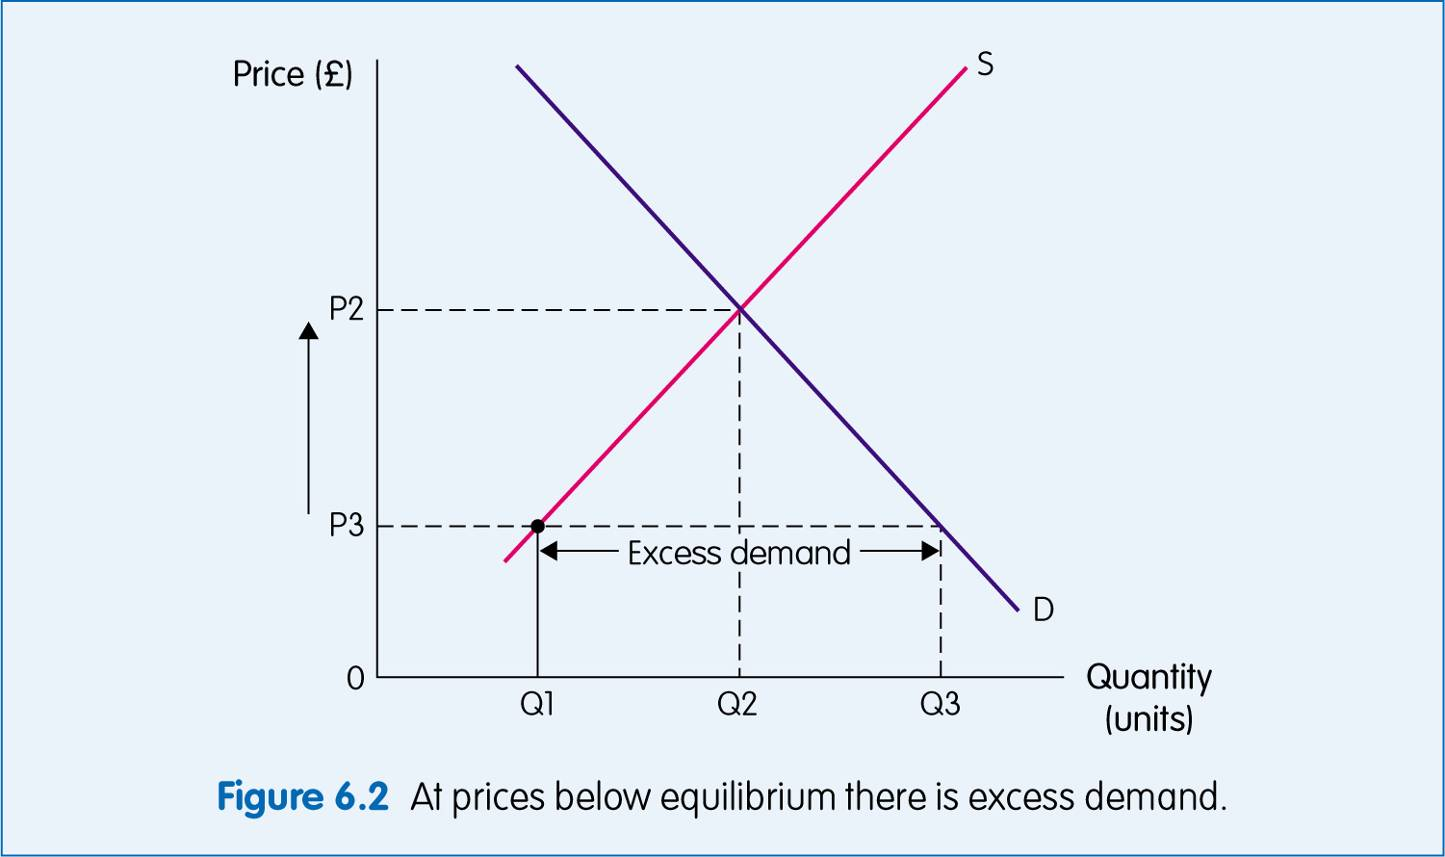 Price (£)
S
P2
P3
Excess demand
D
0
Q1
Q2
Q3
Quantity
(units)
Figure 6.2 At prices below equilibrium there is excess demand.